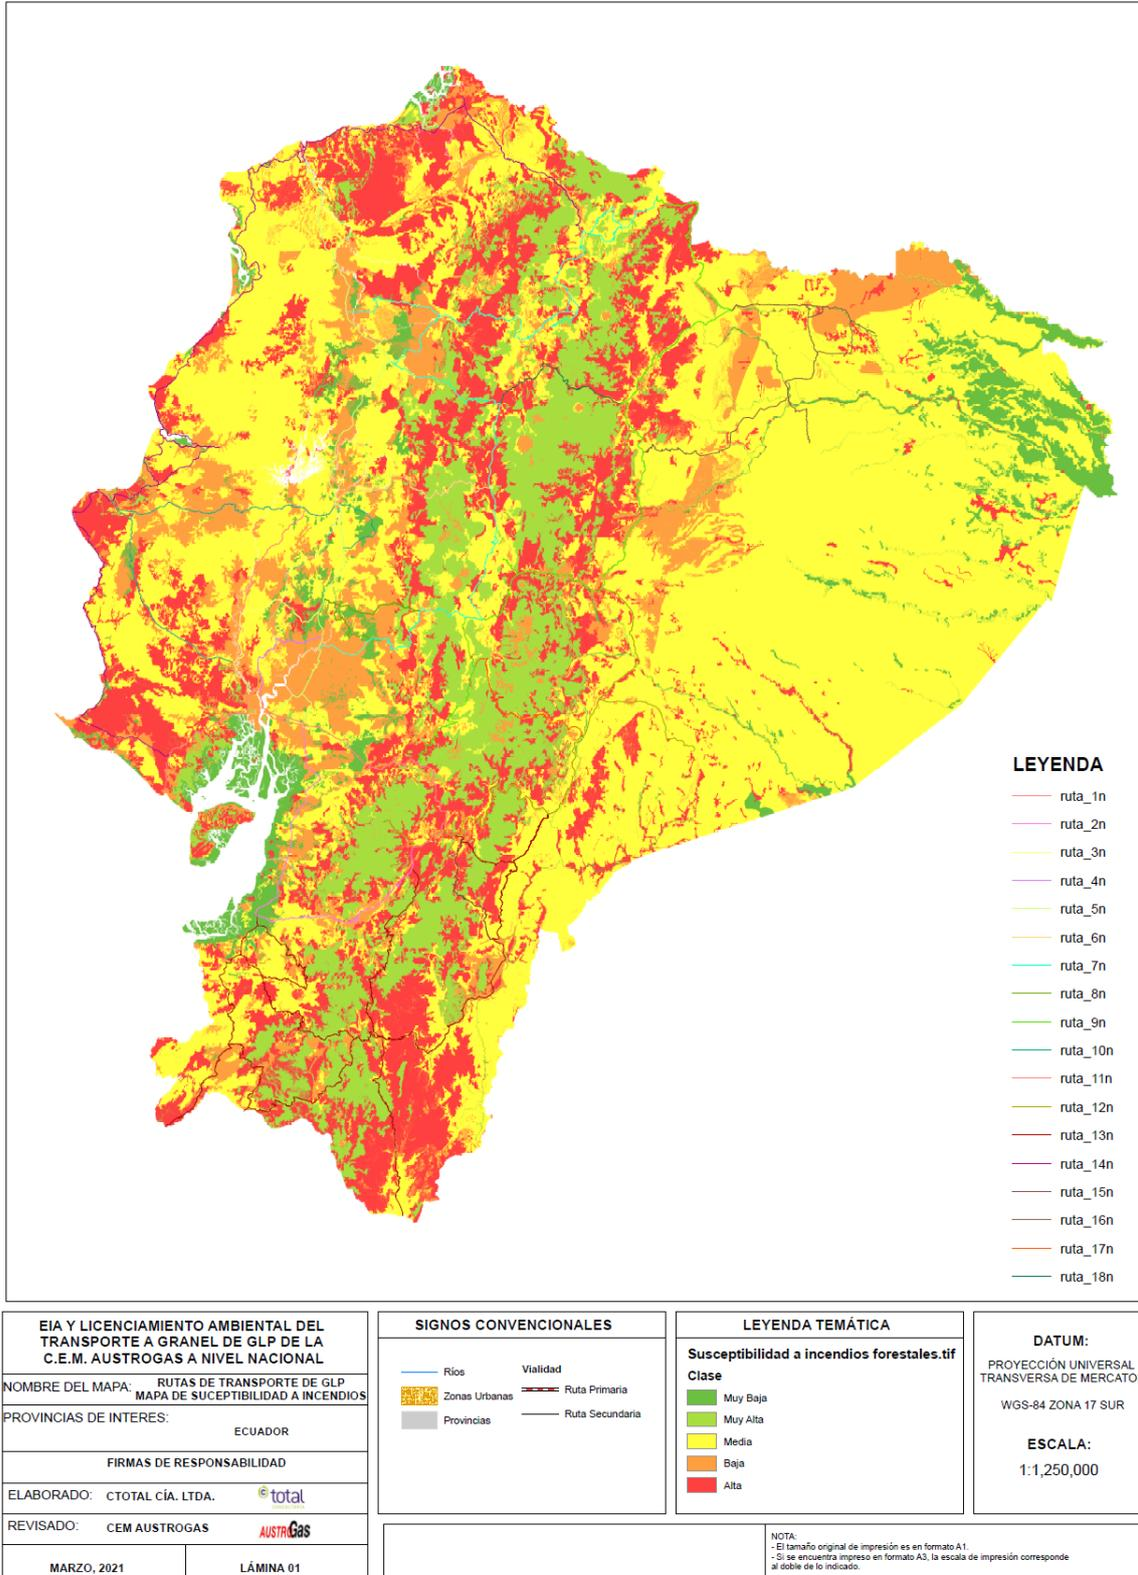 LEYENDA
ruta_1n
ruta_2n
ruta_3n
ruta_4n
ruta_5n
ruta_6n
ruta_7n
ruta_8n
ruta_9n
ruta_10n
ruta_11n
ruta_12n
ruta_13n
ruta_14n
ruta_15n
ruta_16n
ruta_17n
ruta_18n
EIA Y LICENCIAMIENTO AMBIENTAL DEL
TRANSPORTE A GRANEL DE GLP DE LA
C.E.M. AUSTROGAS A NIVEL NACIONAL
NOMBRE DEL MAPA: RUTAS DE TRANSPORTE DE GLP
MAPA DE SUCEPTIBILIDAD A INCENDIOS
PROVINCIAS DE INTERES:
ECUADOR
FIRMAS DE RESPONSABILIDAD
ELABORADO: CTOTAL CÍA. LTDA. c total
REVISADO: CEM AUSTROGAS AUSTROGas
MARZO, 2021 LÁMINA 01
SIGNOS CONVENCIONALES
Ríos
Zonas Urbanas
Provincias
Vialidad
Ruta Primaria
Ruta Secundaria
LEYENDA TEMÁTICA
Susceptibilidad a incendios forestales.tif
Clase
Muy Baja
Muy Alta
Media
Baja
Alta
DATUM:
PROYECCIÓN UNIVERSAL
TRANSVERSA DE MERCATO
WGS-84 ZONA 17 SUR
ESCALA:
1:1,250,000
NOTA:
- El tamaño original de impresión es en formato A1.
- Si se encuentra impreso en formato A3, la escala de impresión corresponde
al doble de lo indicado.